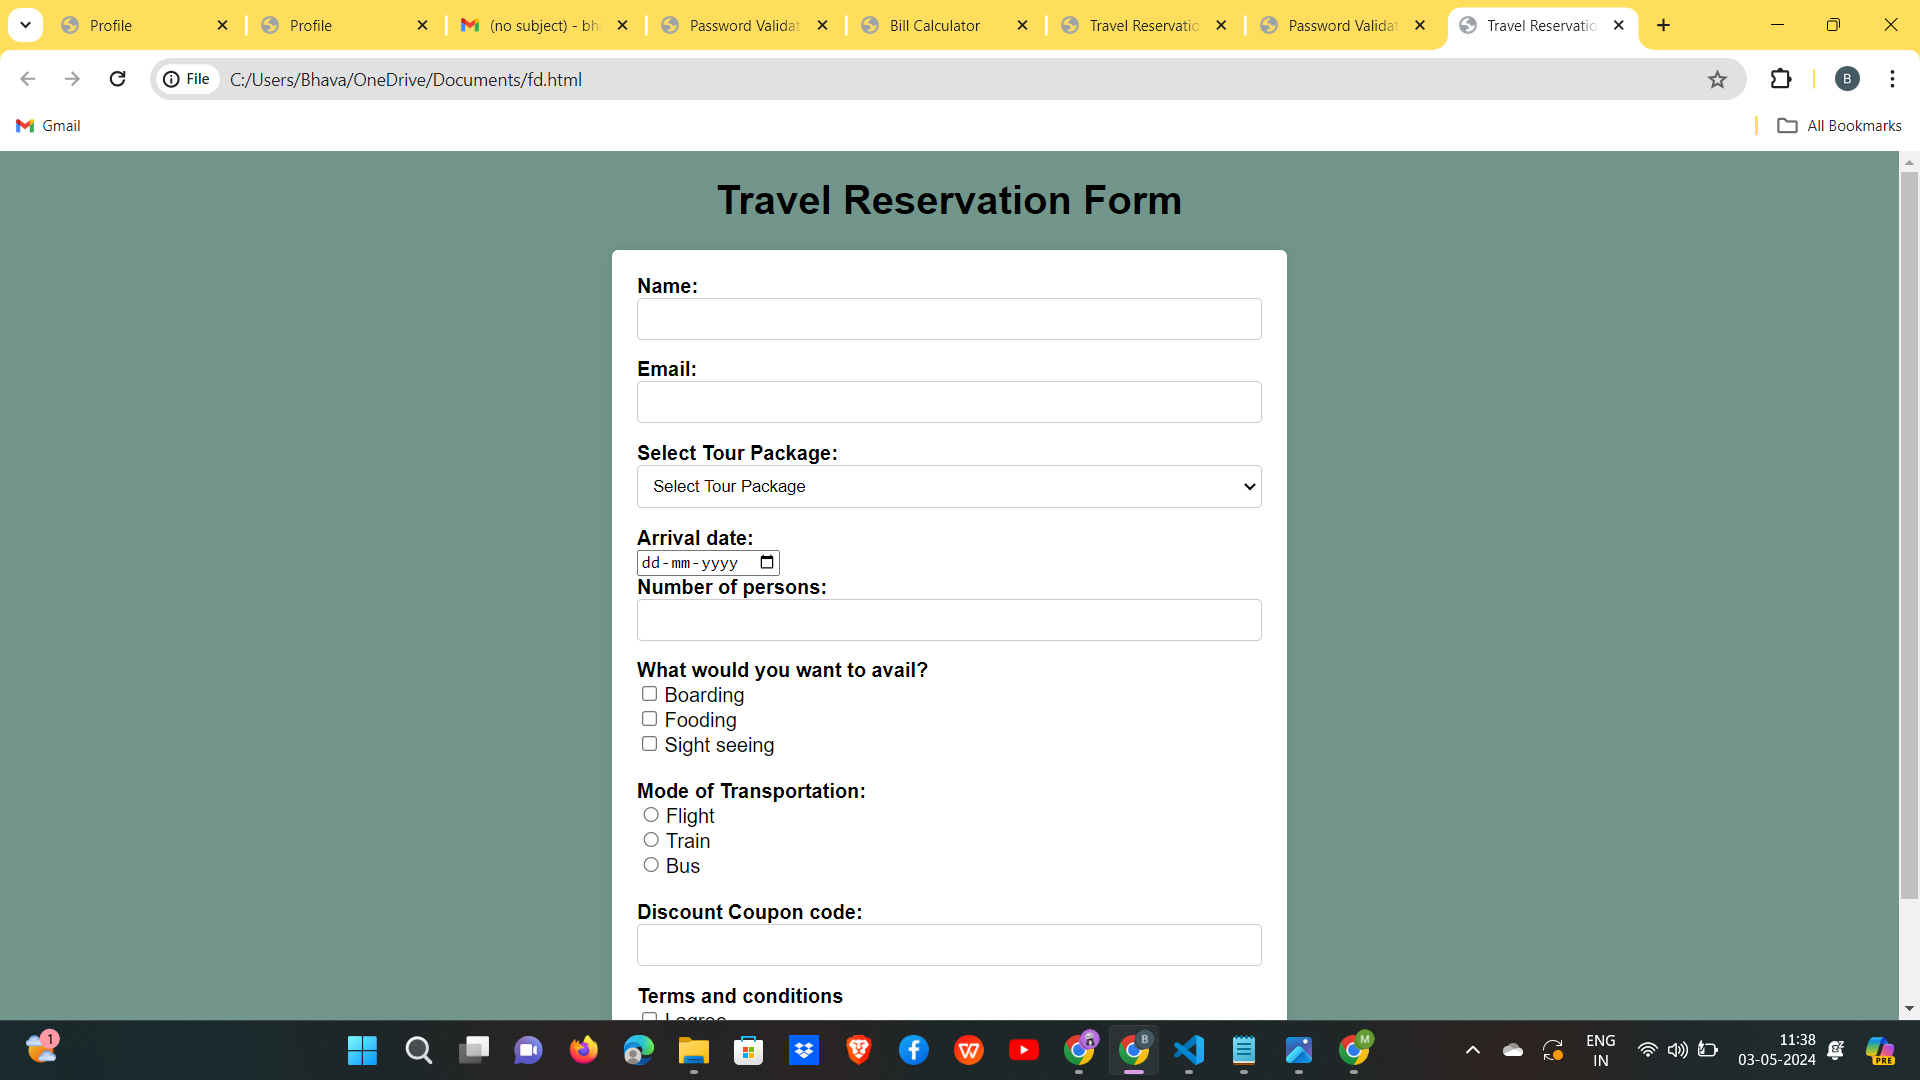 Profile
Profile
(no subject) - bh
Password Validat
Bill Calculator
Travel Reservatio
Password Validat
Travel Reservatio
File
C:/Users/Bhava/OneDrive/Documents/fd.html
B
Gmail
All Bookmarks
Travel Reservation Form
Name:
Email:
Select Tour Package:
Select Tour Package
Arrival date:
dd-mm-yyyy
Number of persons:
What would you want to avail?
Boarding
Fooding
Sight seeing
Mode of Transportation:
Flight
Train
Bus
Discount Coupon code:
Terms and conditions
I agree
1
B
M
ENG
IN
11:38
03-05-2024
PRE